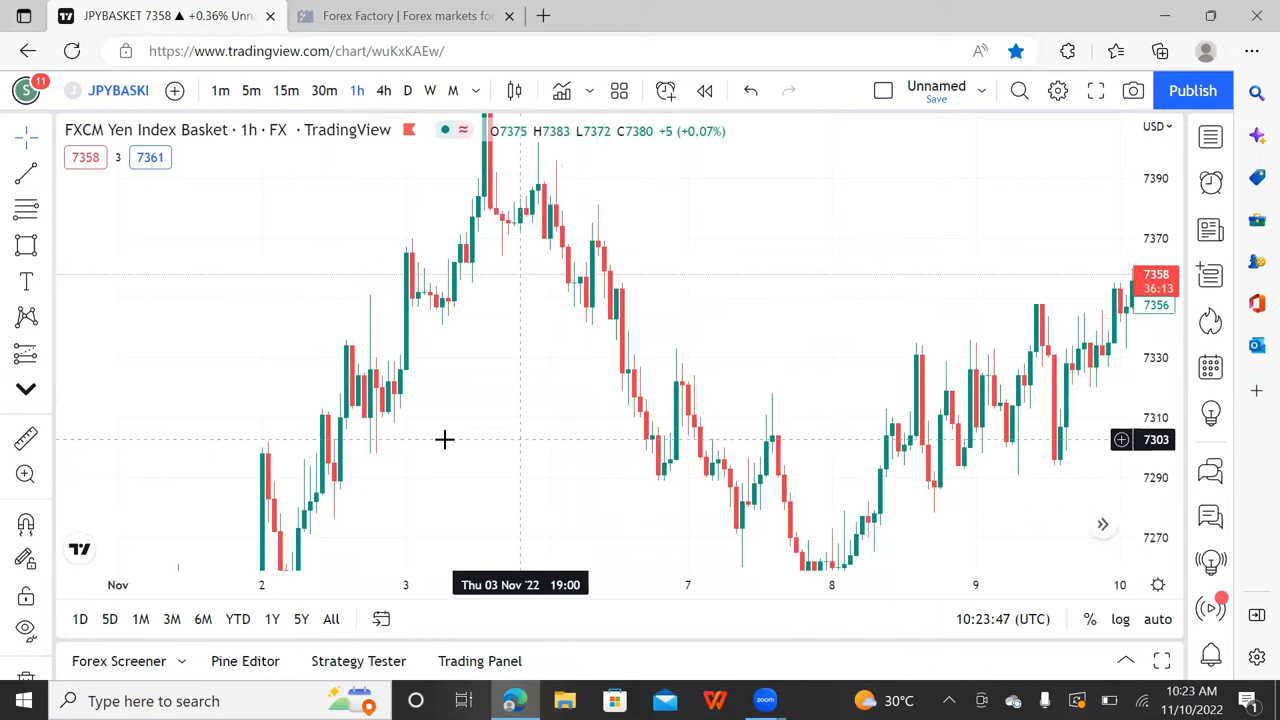 JPYBASKET 7358 ▲ +0.36% Unna
Forex Factory | Forex markets for
https://www.tradingview.com/chart/wuKxKAEw/
S 11 JPYBASKI 1m 5m 15m 30m 1h 4h D W M Unnamed Save Publish
FXCM Yen Index Basket · 1h · FX · TradingView O7375 H7383 L7372 C7380 +5 (+0.07%) USD
7358 3 7361
7390
7370
7358
36:13
7356
7330
7310
7303
7290
7270
Nov 2 3 Thu 03 Nov '22 19:00 7 8 9 10
1D 5D 1M 3M 6M YTD 1Y 5Y All 10:23:47 (UTC) % log auto
Forex Screener Pine Editor Strategy Tester Trading Panel
Type here to search W zoom 30°C 10:23 AM
11/10/2022 1